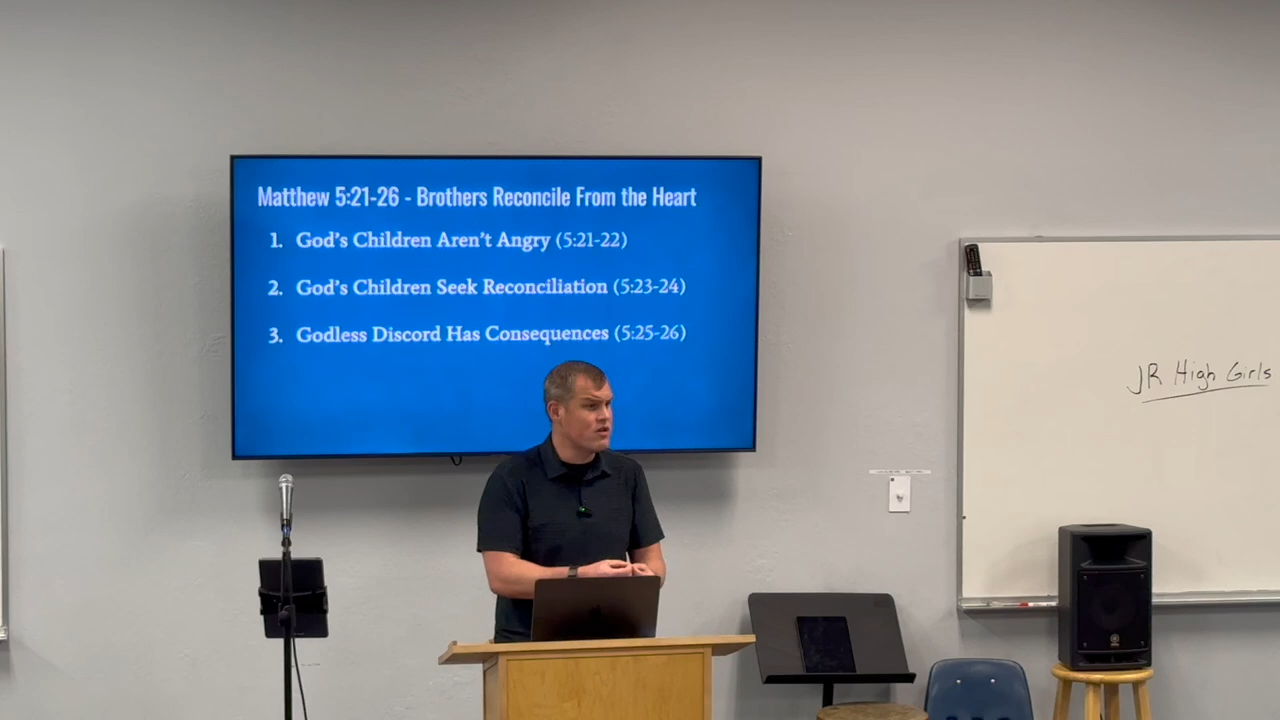 Matthew 5:21-26 - Brothers Reconcile From the Heart
1. God's Children Aren't Angry (5:21-22)
2. God's Children Seek Reconciliation (5:23-24)
3. Godless Discord Has Consequences (5:25-26)
JR High Girls